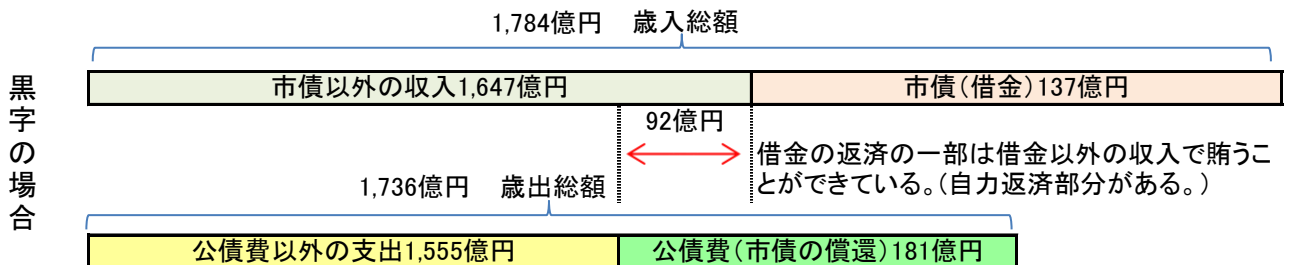 1,784億円 歳入総額
黒字の場合
市債以外の収入1,647億円
市債(借金)137億円
92億円
借金の返済の一部は借金以外の収入で賄うこ
とができている。(自力返済部分がある。)
1,736億円 歳出総額
公債費以外の支出1,555億円
公債費(市債の償還)181億円